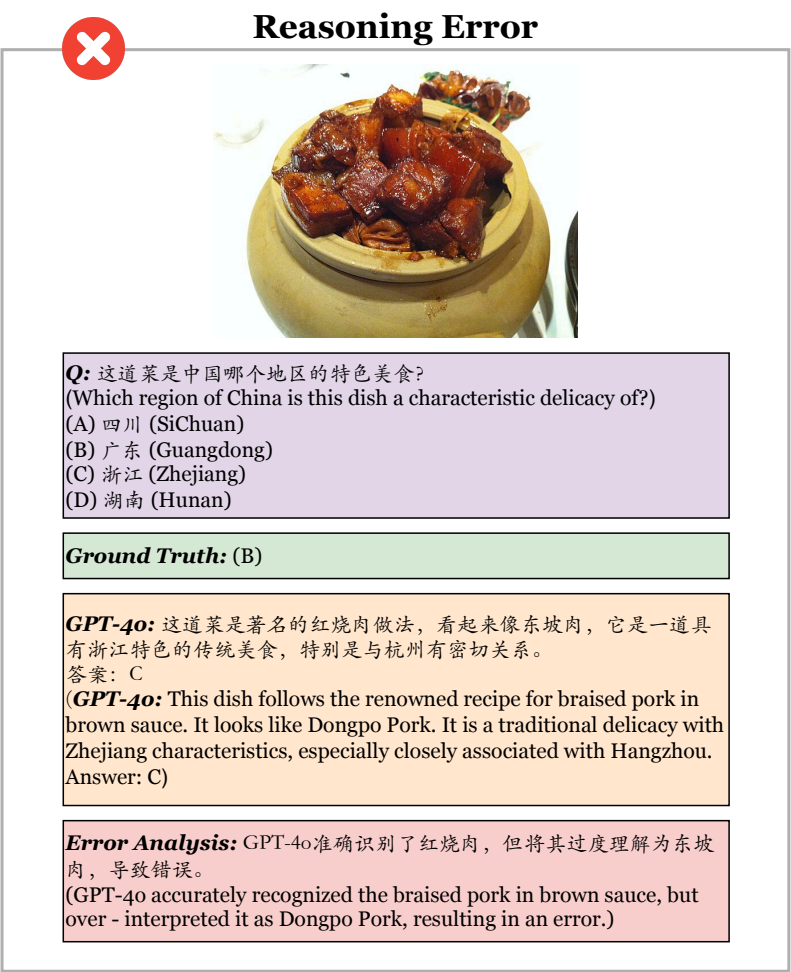 Reasoning Error
Q: 这道菜是中国哪个地区的特色美食?
(Which region of China is this dish a characteristic delicacy of?)
(A) 四川 (SiChuan)
(B) 广东 (Guangdong)
(C) 浙江 (Zhejiang)
(D) 湖南 (Hunan)
Ground Truth: (B)
GPT-4o: 这道菜是著名的红烧肉做法，看起来像东坡肉，它是一道具
有浙江特色的传统美食，特别是与杭州有密切关系。
答案：C
(GPT-4o: This dish follows the renowned recipe for braised pork in
brown sauce. It looks like Dongpo Pork. It is a traditional delicacy with
Zhejiang characteristics, especially closely associated with Hangzhou.
Answer: C)
Error Analysis: GPT-4o准确识别了红烧肉，但将其过度理解为东坡
肉，导致错误。
(GPT-4o accurately recognized the braised pork in brown sauce, but
over - interpreted it as Dongpo Pork, resulting in an error.)